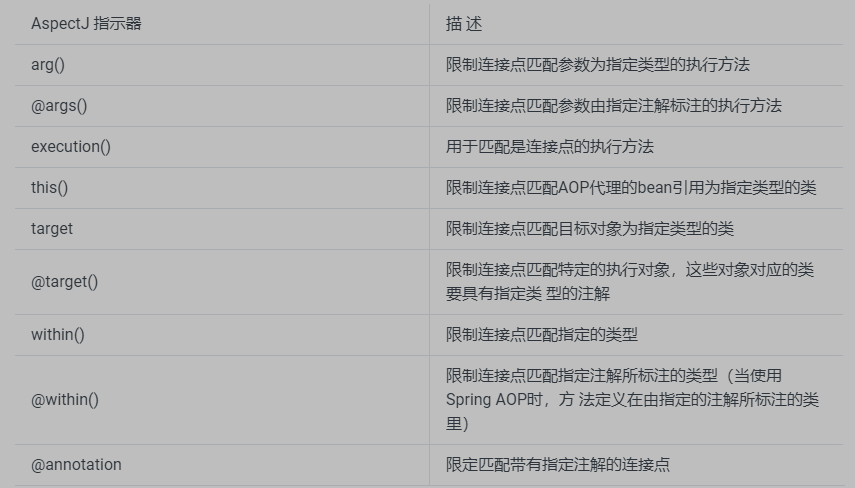 AspectJ 指示器
描 述
arg()
限制连接点匹配参数为指定类型的执行方法
@args()
限制连接点匹配参数由指定注解标注的执行方法
execution()
用于匹配是连接点的执行方法
this()
限制连接点匹配AOP代理的bean引用为指定类型的类
target
限制连接点匹配目标对象为指定类型的类
@target()
限制连接点匹配特定的执行对象，这些对象对应的类
要具有指定类 型的注解
within()
限制连接点匹配指定的类型
@within()
限制连接点匹配指定注解所标注的类型（当使用
Spring AOP时，方 法定义在由指定的注解所标注的类
里）
@annotation
限定匹配带有指定注解的连接点